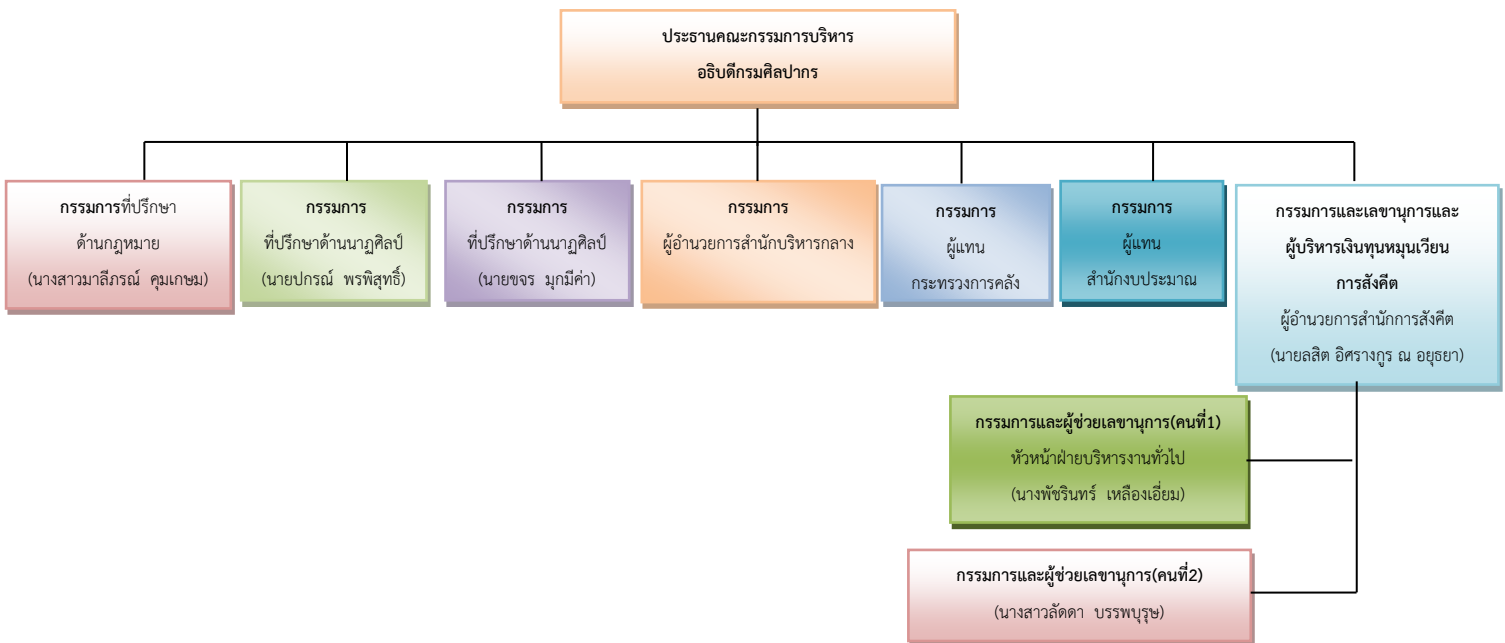 ประธานคณะกรรมการบริหาร
อธิบดีกรมศิลปากร
กรรมการที่ปรึกษา
ด้านกฎหมาย
(นางสาวมาลีภรณ์ คุมเกษม)
กรรมการ
ที่ปรึกษาด้านนาฏศิลป์
(นายปกรณ์ พรพิสุทธิ์)
กรรมการ
ที่ปรึกษาด้านนาฏศิลป์
(นายขจร มุกมีค่า)
กรรมการ
ผู้อำนวยการสำนักบริหารกลาง
กรรมการ
ผู้แทน
กระทรวงการคลัง
กรรมการ
ผู้แทน
สำนักงบประมาณ
กรรมการและเลขานุการและ
ผู้บริหารเงินทุนหมุนเวียน
การสังคีต
ผู้อำนวยการสำนักการสังคีต
(นายลสิต อิศรางกูร ณ อยุธยา)
กรรมการและผู้ช่วยเลขานุการ(คนที่1)
หัวหน้าฝ่ายบริหารงานทั่วไป
(นางพัชรินทร์ เหลืองเอี่ยม)
กรรมการและผู้ช่วยเลขานุการ(คนที่2)
(นางสาวลัดดา บรรพบุรุษ)